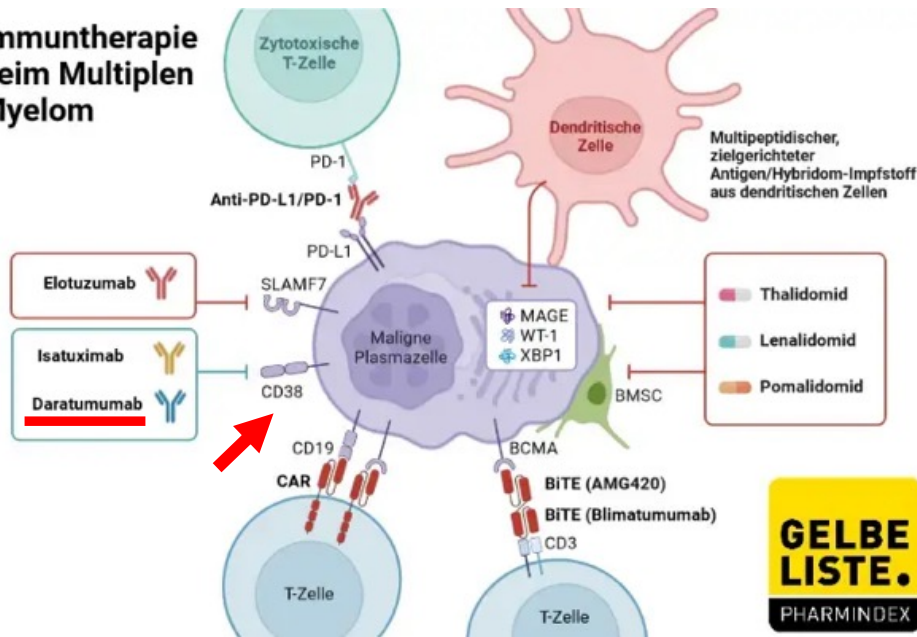 mmuntherapie
eim Multiplen
Myelom
Zytotoxische
T-Zelle
Dendritische
Zelle
Multipeptidischer,
zielgerichteter
Antigen/Hybridom-Impfstoff
aus dendritischen Zellen
PD-1
Anti-PD-L1/PD-1
PD-L1
Elotuzumab
SLAMF7
Isatuximab
Daratumumab
CD38
Maligne
Plasmazelle
MAGE
WT-1
XBP1
Thalidomid
Lenalidomid
Pomalidomid
BMSC
CD19
CAR
BCMA
BiTE (AMG420)
BiTE (Blimatumumab)
CD3
T-Zelle
T-Zelle
GELBE
LISTE.
PHARMINDEX